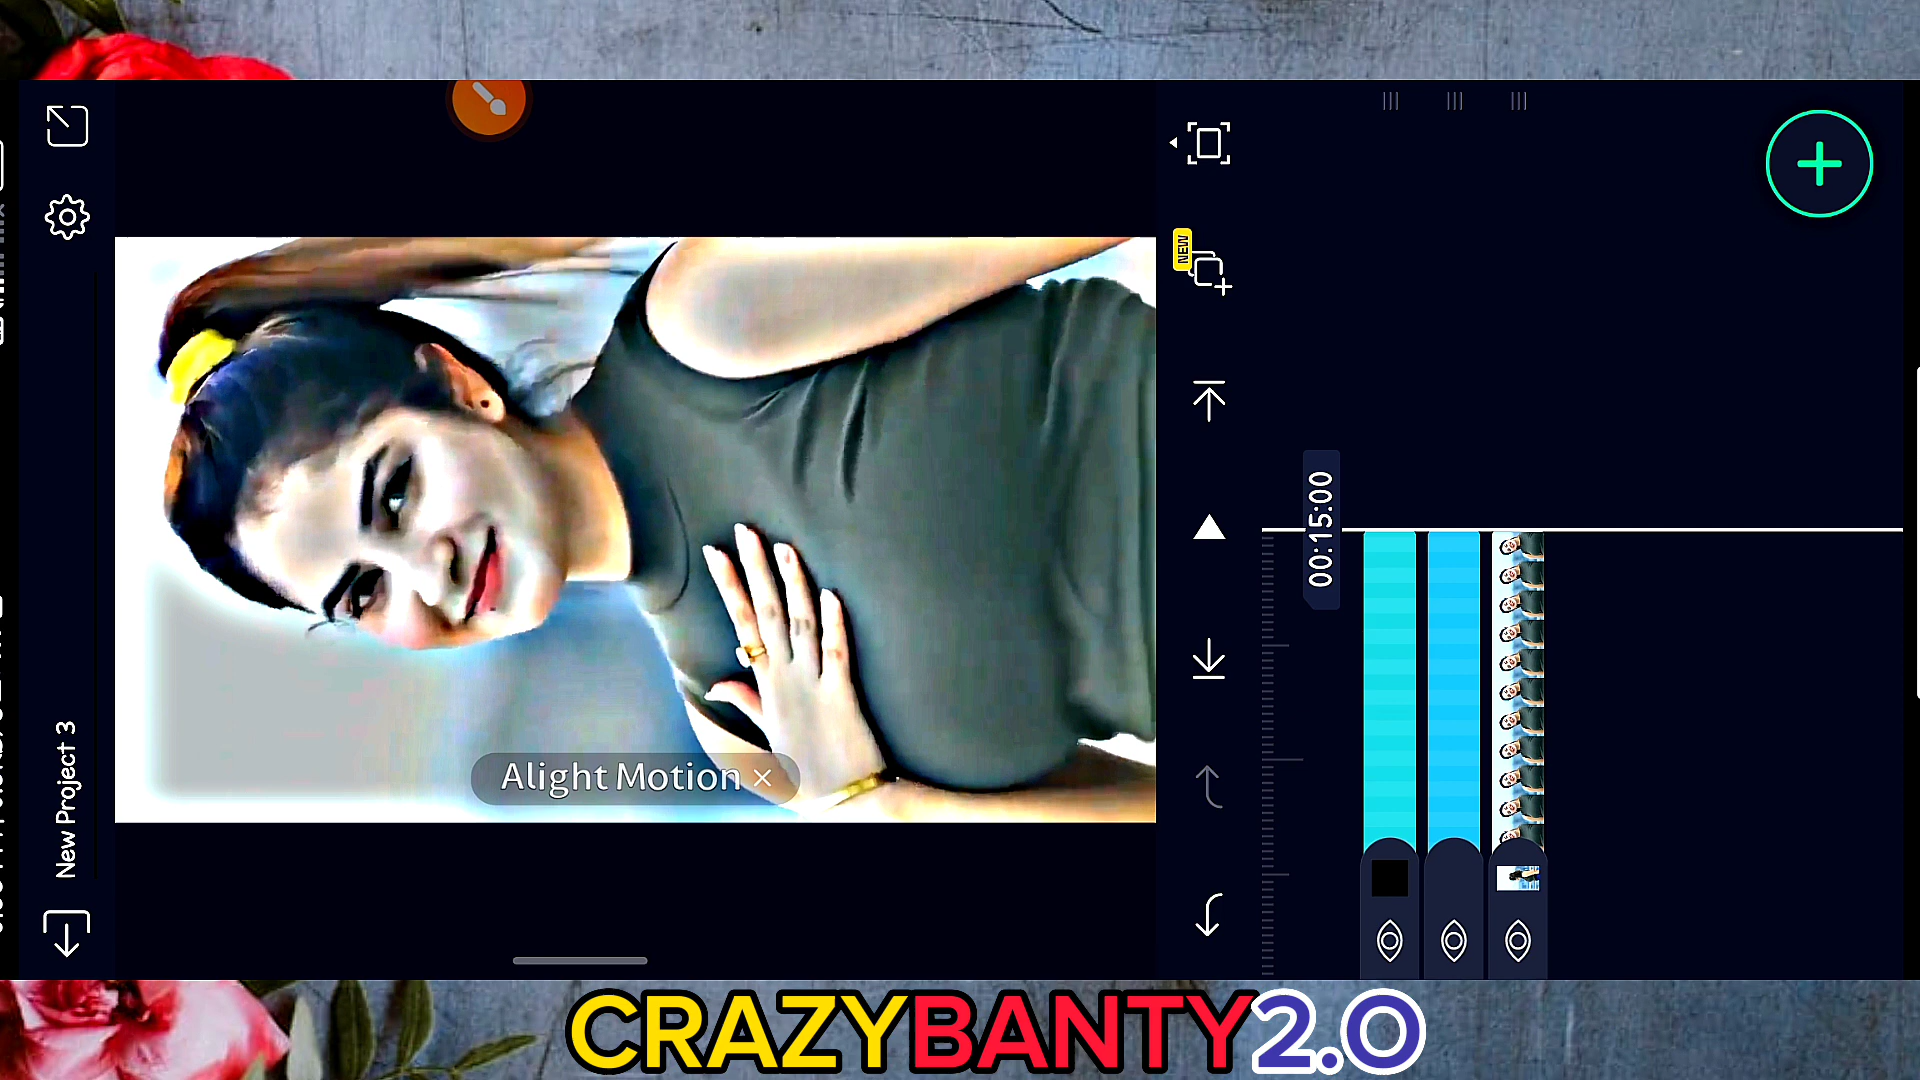 New Project 3
Alight Motion ×
NEW
00:15:00
CRAZYBANTY2.0